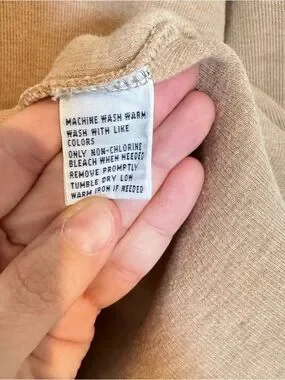 MACHINE WASH WARM
WASH WITH LIKE
COLORS
ONLY NON-CHLORINE
BLEACH WHEN NEEDED
REMOVE PROMPTLY
TUMBLE DRY LOW
WARM IRON IF NEEDED